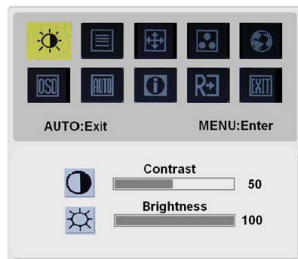 OSD AUTO R EXIT
AUTO:Exit MENU:Enter
Contrast
50
Brightness
100